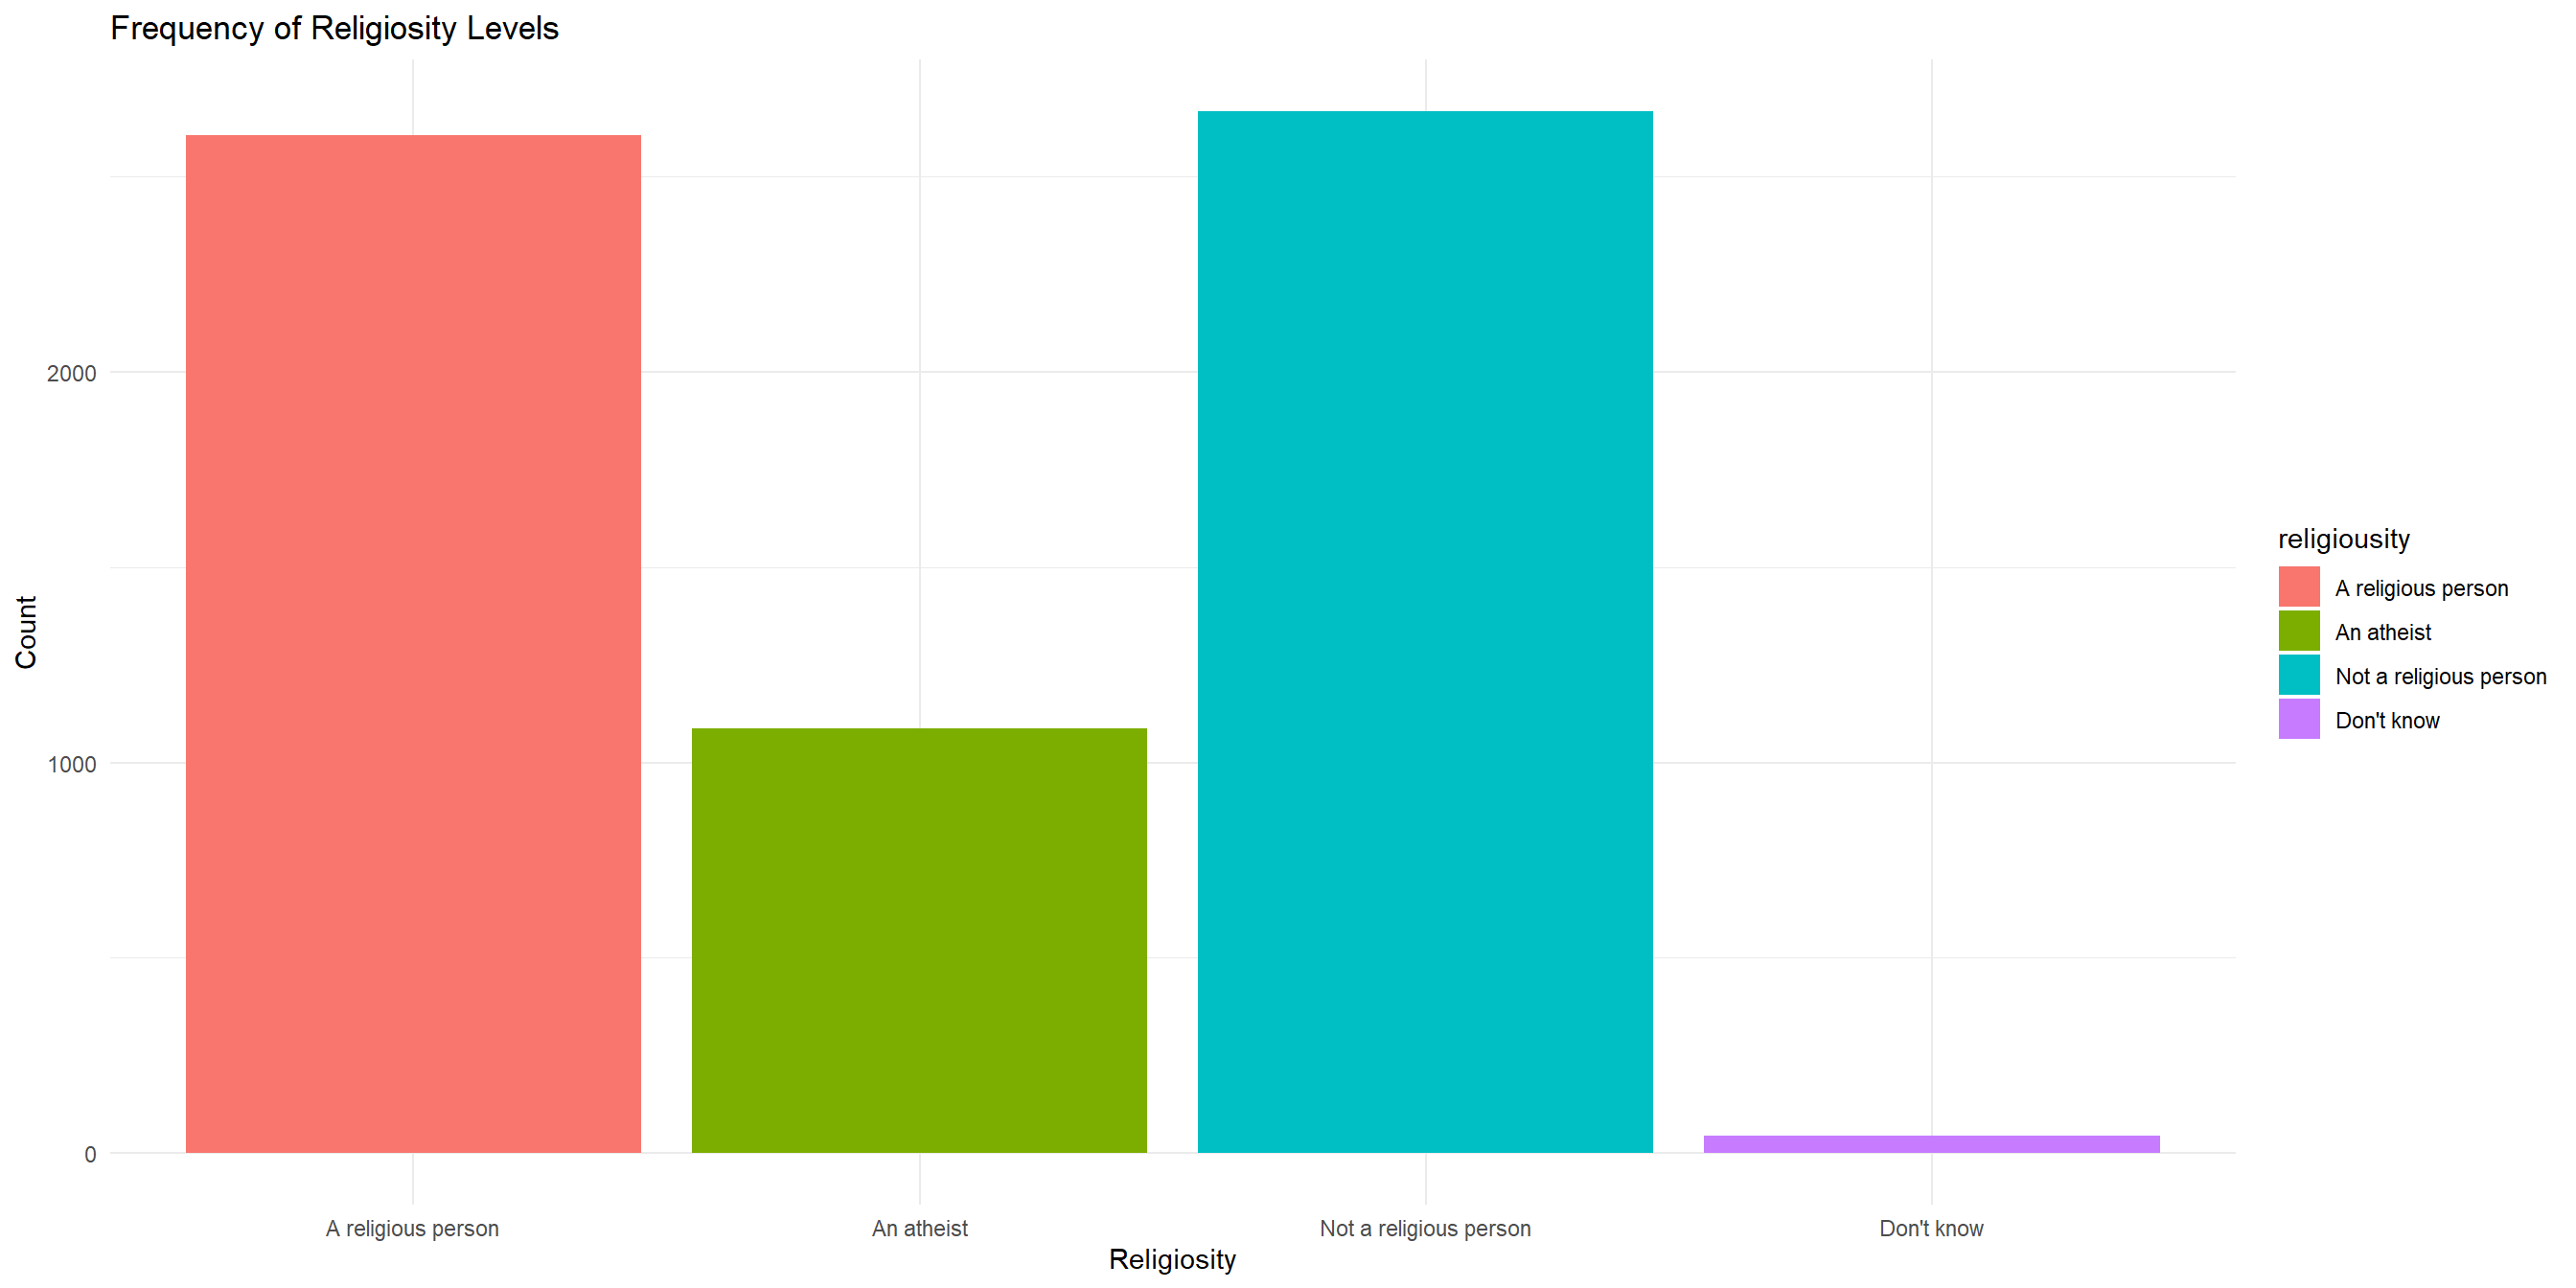 Frequency of Religiosity Levels
Count
2000
1000
0
A religious person
An atheist
Not a religious person
Don't know
Religiosity
religiousity
A religious person
An atheist
Not a religious person
Don't know